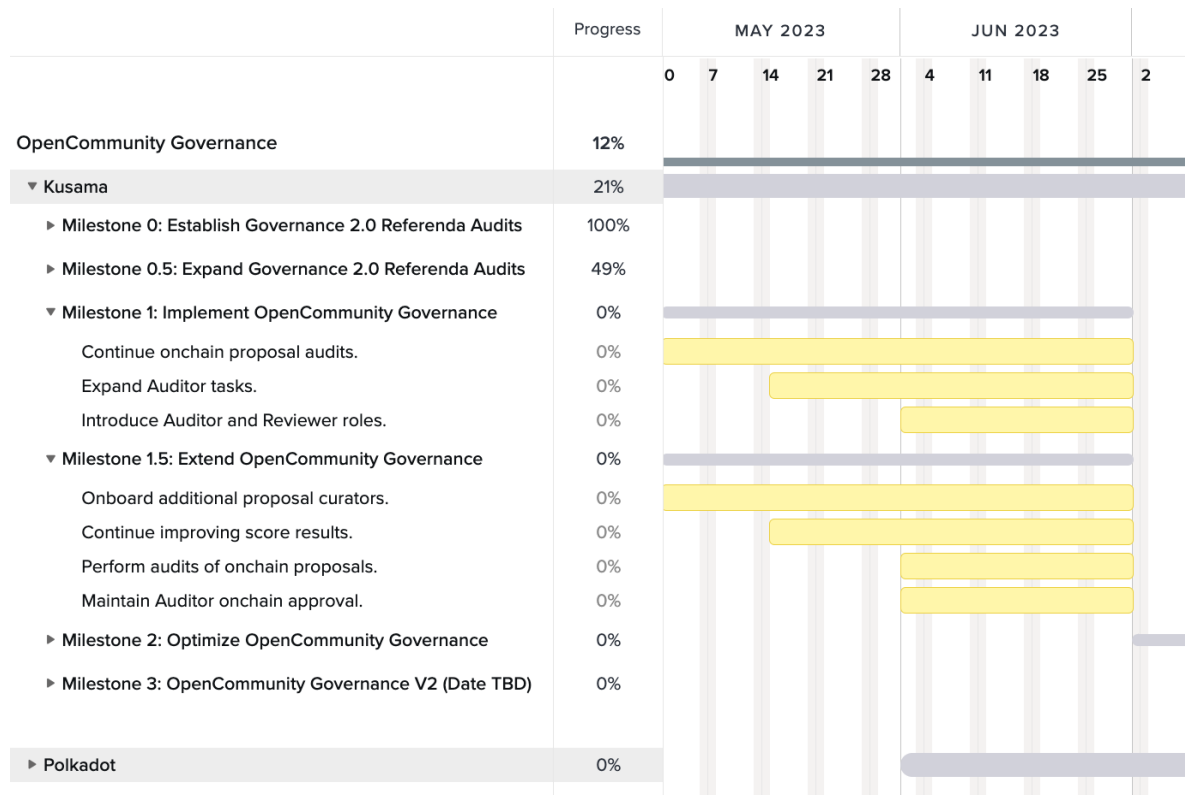 Progress MAY 2023 JUN 2023
0 7 14 21 28 4 11 18 25 2
OpenCommunity Governance 12%
Kusama 21%
Milestone 0: Establish Governance 2.0 Referenda Audits 100%
Milestone 0.5: Expand Governance 2.0 Referenda Audits 49%
Milestone 1: Implement OpenCommunity Governance 0%
Continue onchain proposal audits. 0%
Expand Auditor tasks. 0%
Introduce Auditor and Reviewer roles. 0%
Milestone 1.5: Extend OpenCommunity Governance 0%
Onboard additional proposal curators. 0%
Continue improving score results. 0%
Perform audits of onchain proposals. 0%
Maintain Auditor onchain approval. 0%
Milestone 2: Optimize OpenCommunity Governance 0%
Milestone 3: OpenCommunity Governance V2 (Date TBD) 0%
Polkadot 0%